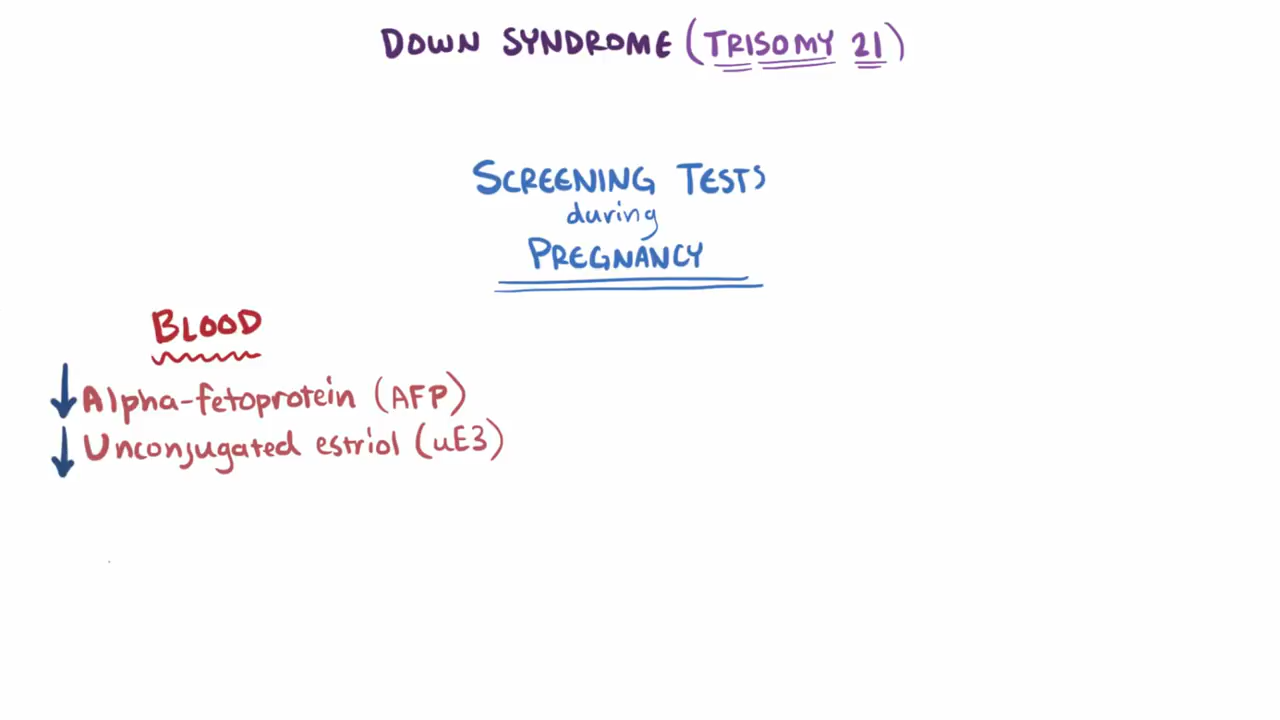 DOWN SYNDROME (TRISOMY 21)
SCREENING TESTS
during
PREGNANCY
BLOOD
↓ Alpha-fetoprotein (AFP)
↓ Unconjugated estriol (uE3)